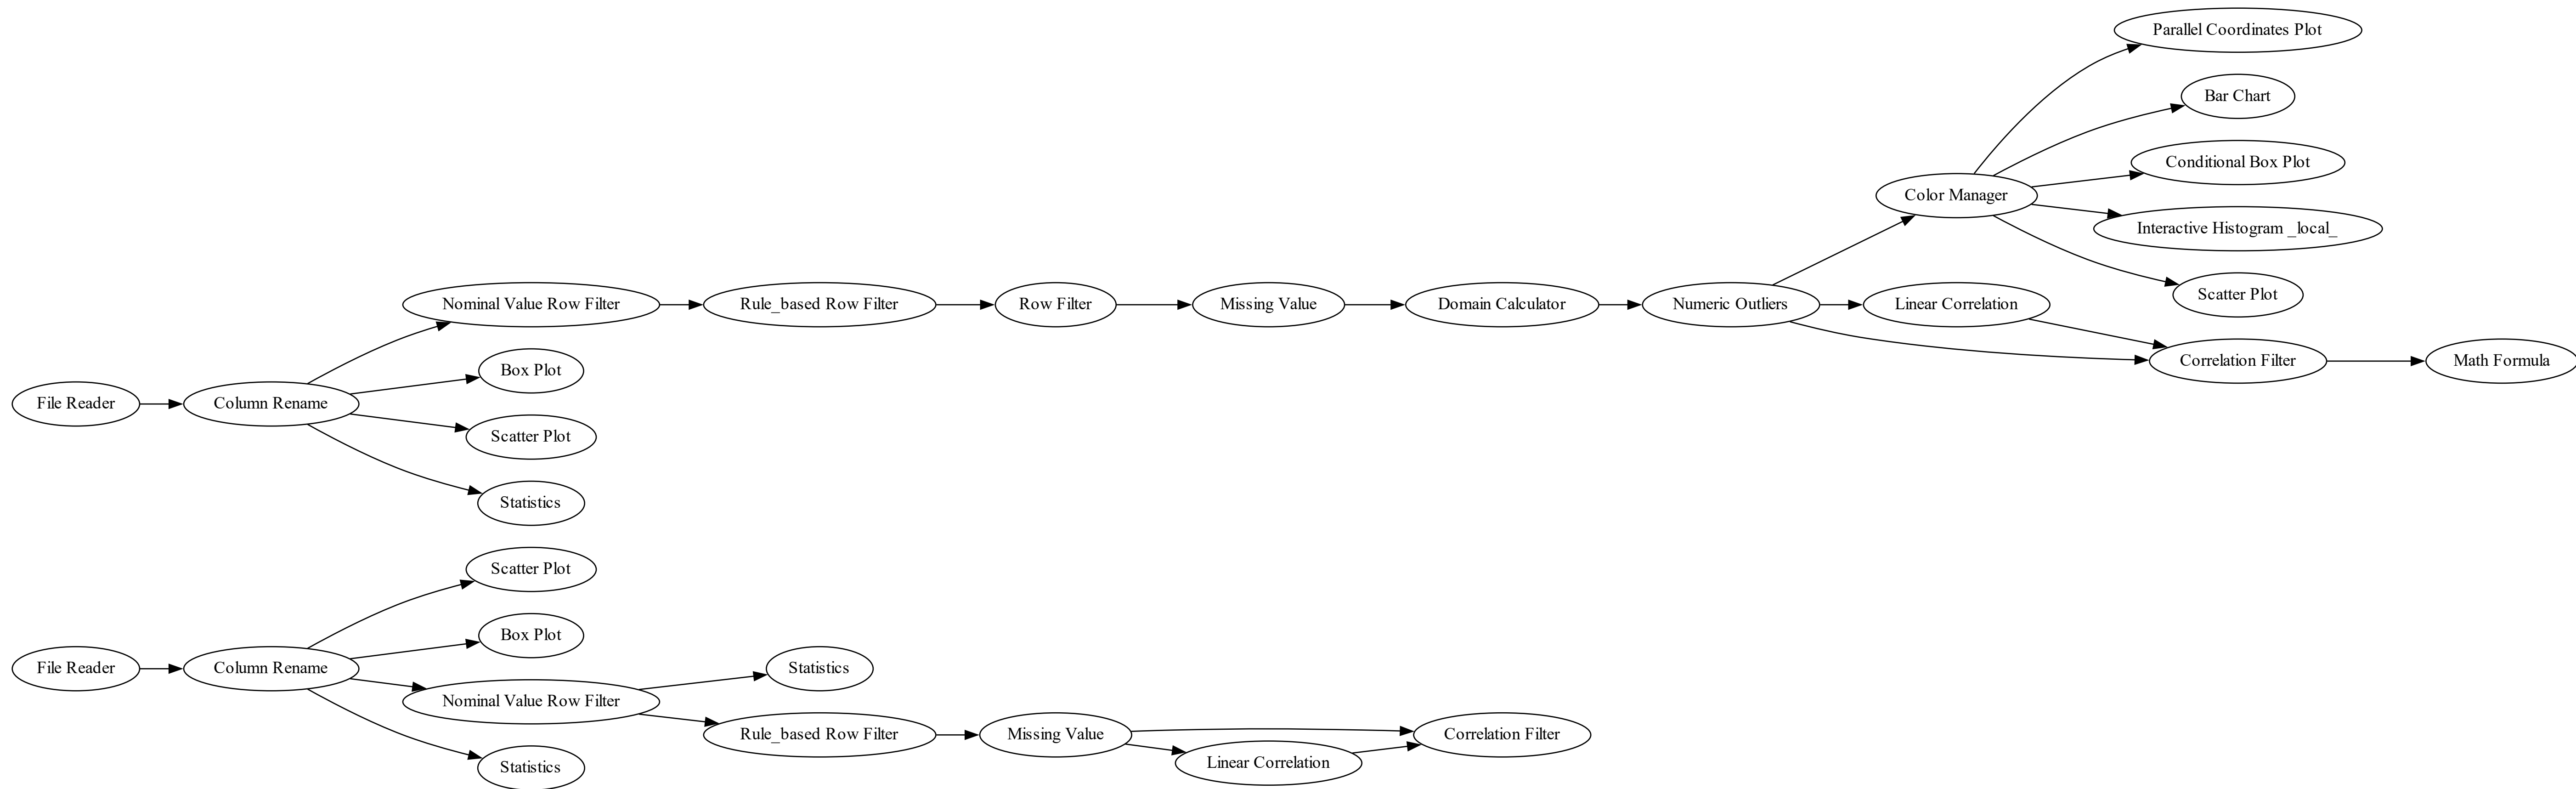 Parallel Coordinates Plot
Bar Chart
Conditional Box Plot
Color Manager
Interactive Histogram _local_
Scatter Plot
Nominal Value Row Filter
Rule_based Row Filter
Row Filter
Missing Value
Domain Calculator
Numeric Outliers
Linear Correlation
Correlation Filter
Math Formula
Box Plot
File Reader
Column Rename
Scatter Plot
Statistics
Scatter Plot
Box Plot
File Reader
Column Rename
Statistics
Nominal Value Row Filter
Rule_based Row Filter
Missing Value
Correlation Filter
Linear Correlation
Statistics